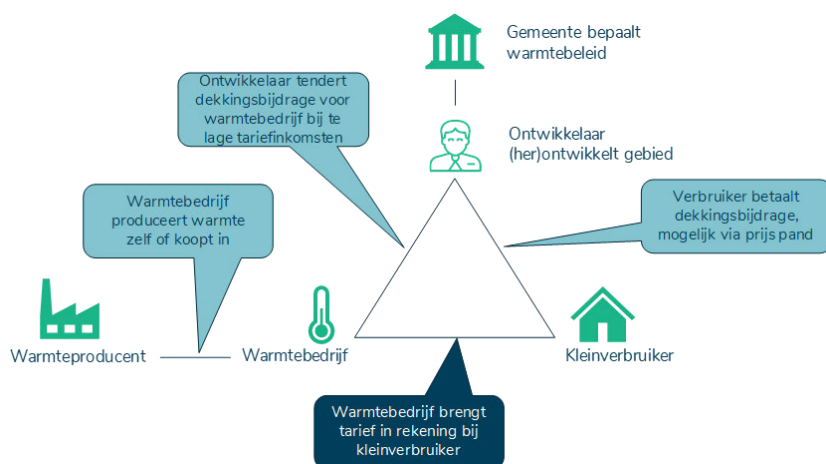 Gemeente bepaalt
warmtebeleid
Ontwikkelaar tendert
dekkingsbijdrage voor
warmtebedrijf bij te
lage tariefinkomsten
Ontwikkelaar
(her)ontwikkelt gebied
Warmtebedrijf
produceert warmte
zelf of koopt in
Verbruiker betaalt
dekkingsbijdrage,
mogelijk via prijs pand
Warmteproducent
Warmtebedrijf
Kleinverbruiker
Warmtebedrijf brengt
tarief in rekening bij
kleinverbruiker